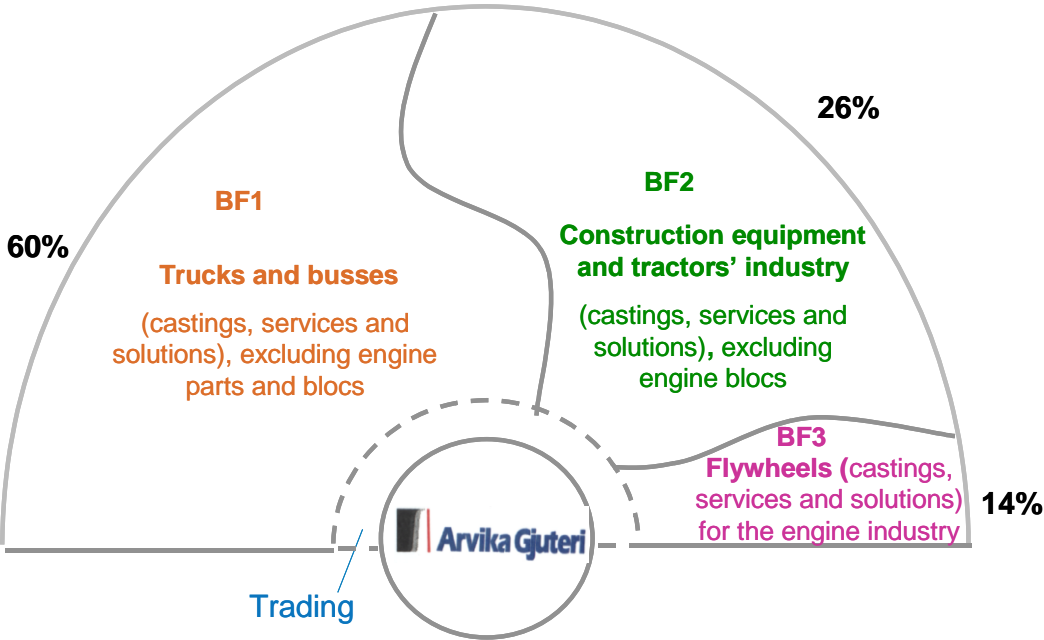 26%
BF2
BF1
60%
Construction equipment
and tractors’ industry
Trucks and busses
(castings, services and
solutions), excluding
engine blocs
(castings, services and
solutions), excluding engine
parts and blocs
BF3
Flywheels (castings,
services and solutions)
for the engine industry
14%
Arvika Gjuteri
Trading